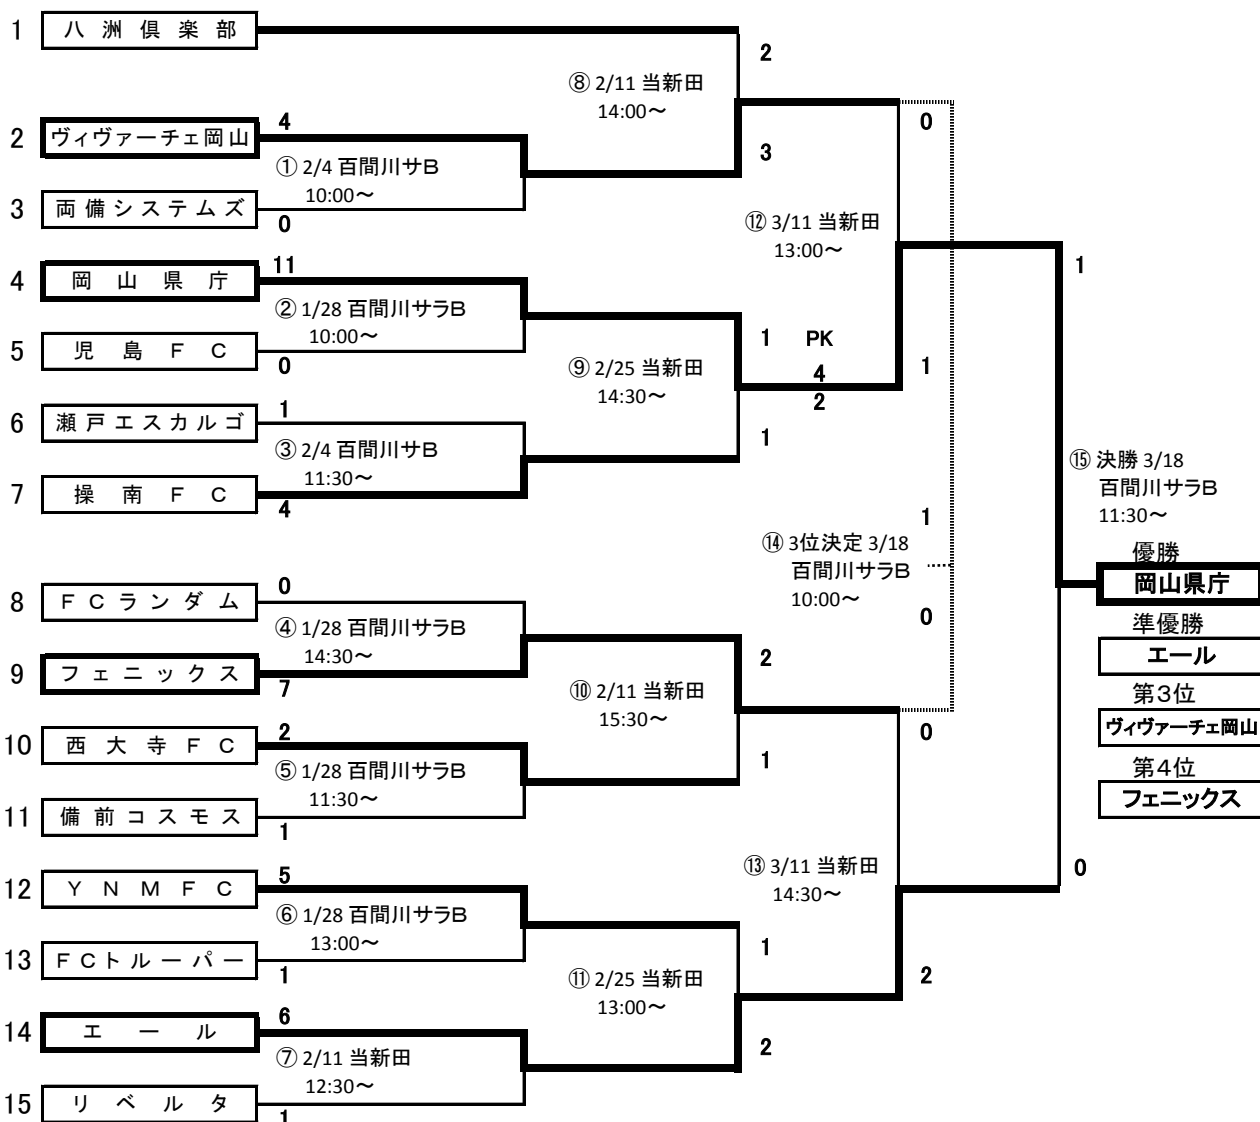 1 八洲倶楽部
2
⑧ 2/11 当新田
14:00～
4
0
2 ヴィヴァーチェ岡山
① 2/4 百間川サB
10:00～
3
3 両備システムズ
0
⑫ 3/11 当新田
13:00～
11
4 岡山県庁
1
② 1/28 百間川サラB
10:00～
1 PK
5 児島FC
0
⑨ 2/25 当新田
14:30～
4
2
1
6 瀬戸エスカルゴ
1
1
③ 2/4 百間川サB
11:30～
⑮ 決勝 3/18
百間川サラB
11:30～
7 操南FC
4
1
⑭ 3位決定 3/18
百間川サラB
10:00～
優勝
岡山県庁
0
8 FCランダム
0
準優勝
エール
④ 1/28 百間川サラB
14:30～
2
9 フェニックス
7
⑩ 2/11 当新田
15:30～
第3位
ヴィヴァーチェ岡山
2
0
10 西大寺FC
1
⑤ 1/28 百間川サラB
11:30～
第4位
フェニックス
11 備前コスモス
1
⑬ 3/11 当新田
14:30～
0
5
12 YNMFC
⑥ 1/28 百間川サラB
13:00～
1
13 FCトルーパー
1
⑪ 2/25 当新田
13:00～
2
6
14 エール
2
⑦ 2/11 当新田
12:30～
15 リベルタ
1